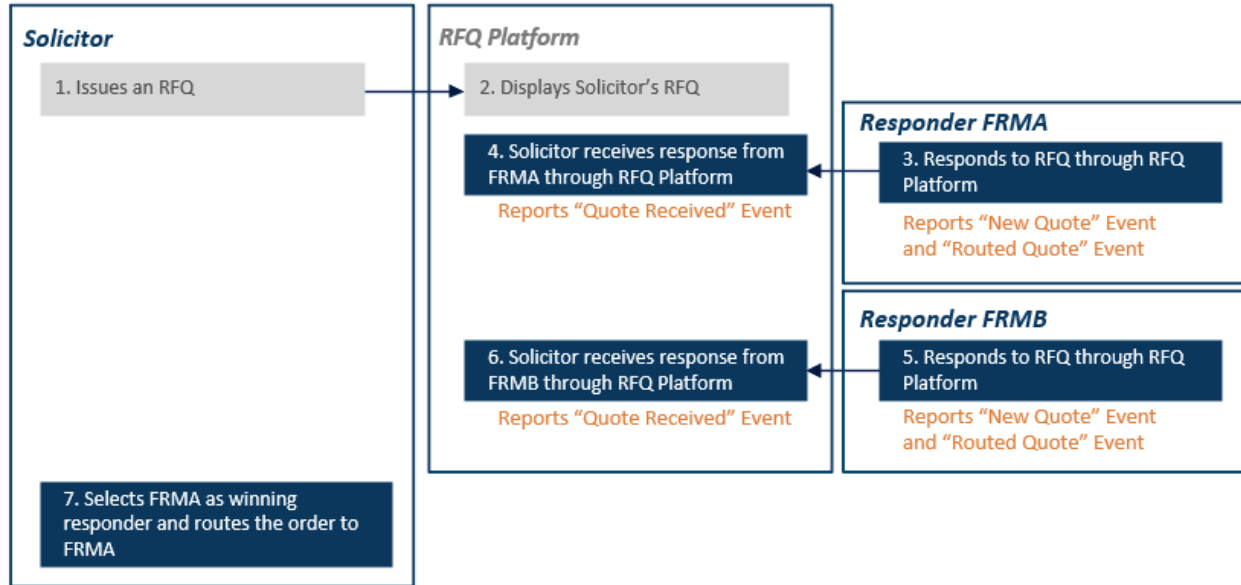 Solicitor
1. Issues an RFQ
RFQ Platform
2. Displays Solicitor's RFQ
Responder FRMA
3. Responds to RFQ through RFQ
Platform
Reports “New Quote” Event
and “Routed Quote” Event
4. Solicitor receives response from
FRMA through RFQ Platform
Reports “Quote Received” Event
Responder FRMB
5. Responds to RFQ through RFQ
Platform
Reports “New Quote” Event
and “Routed Quote” Event
6. Solicitor receives response from
FRMB through RFQ Platform
Reports “Quote Received” Event
7. Selects FRMA as winning
responder and routes the order to
FRMA